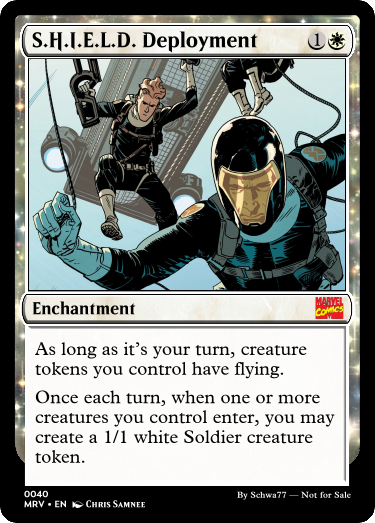 S.H.I.E.L.D. Deployment 1
Enchantment MARVEL COMICS
As long as it's your turn, creature
tokens you control have flying.
Once each turn, when one or more
creatures you control enter, you may
create a 1/1 white Soldier creature
token.
0040
MRV • EN Chris Samnee By Schwa77 — Not for Sale